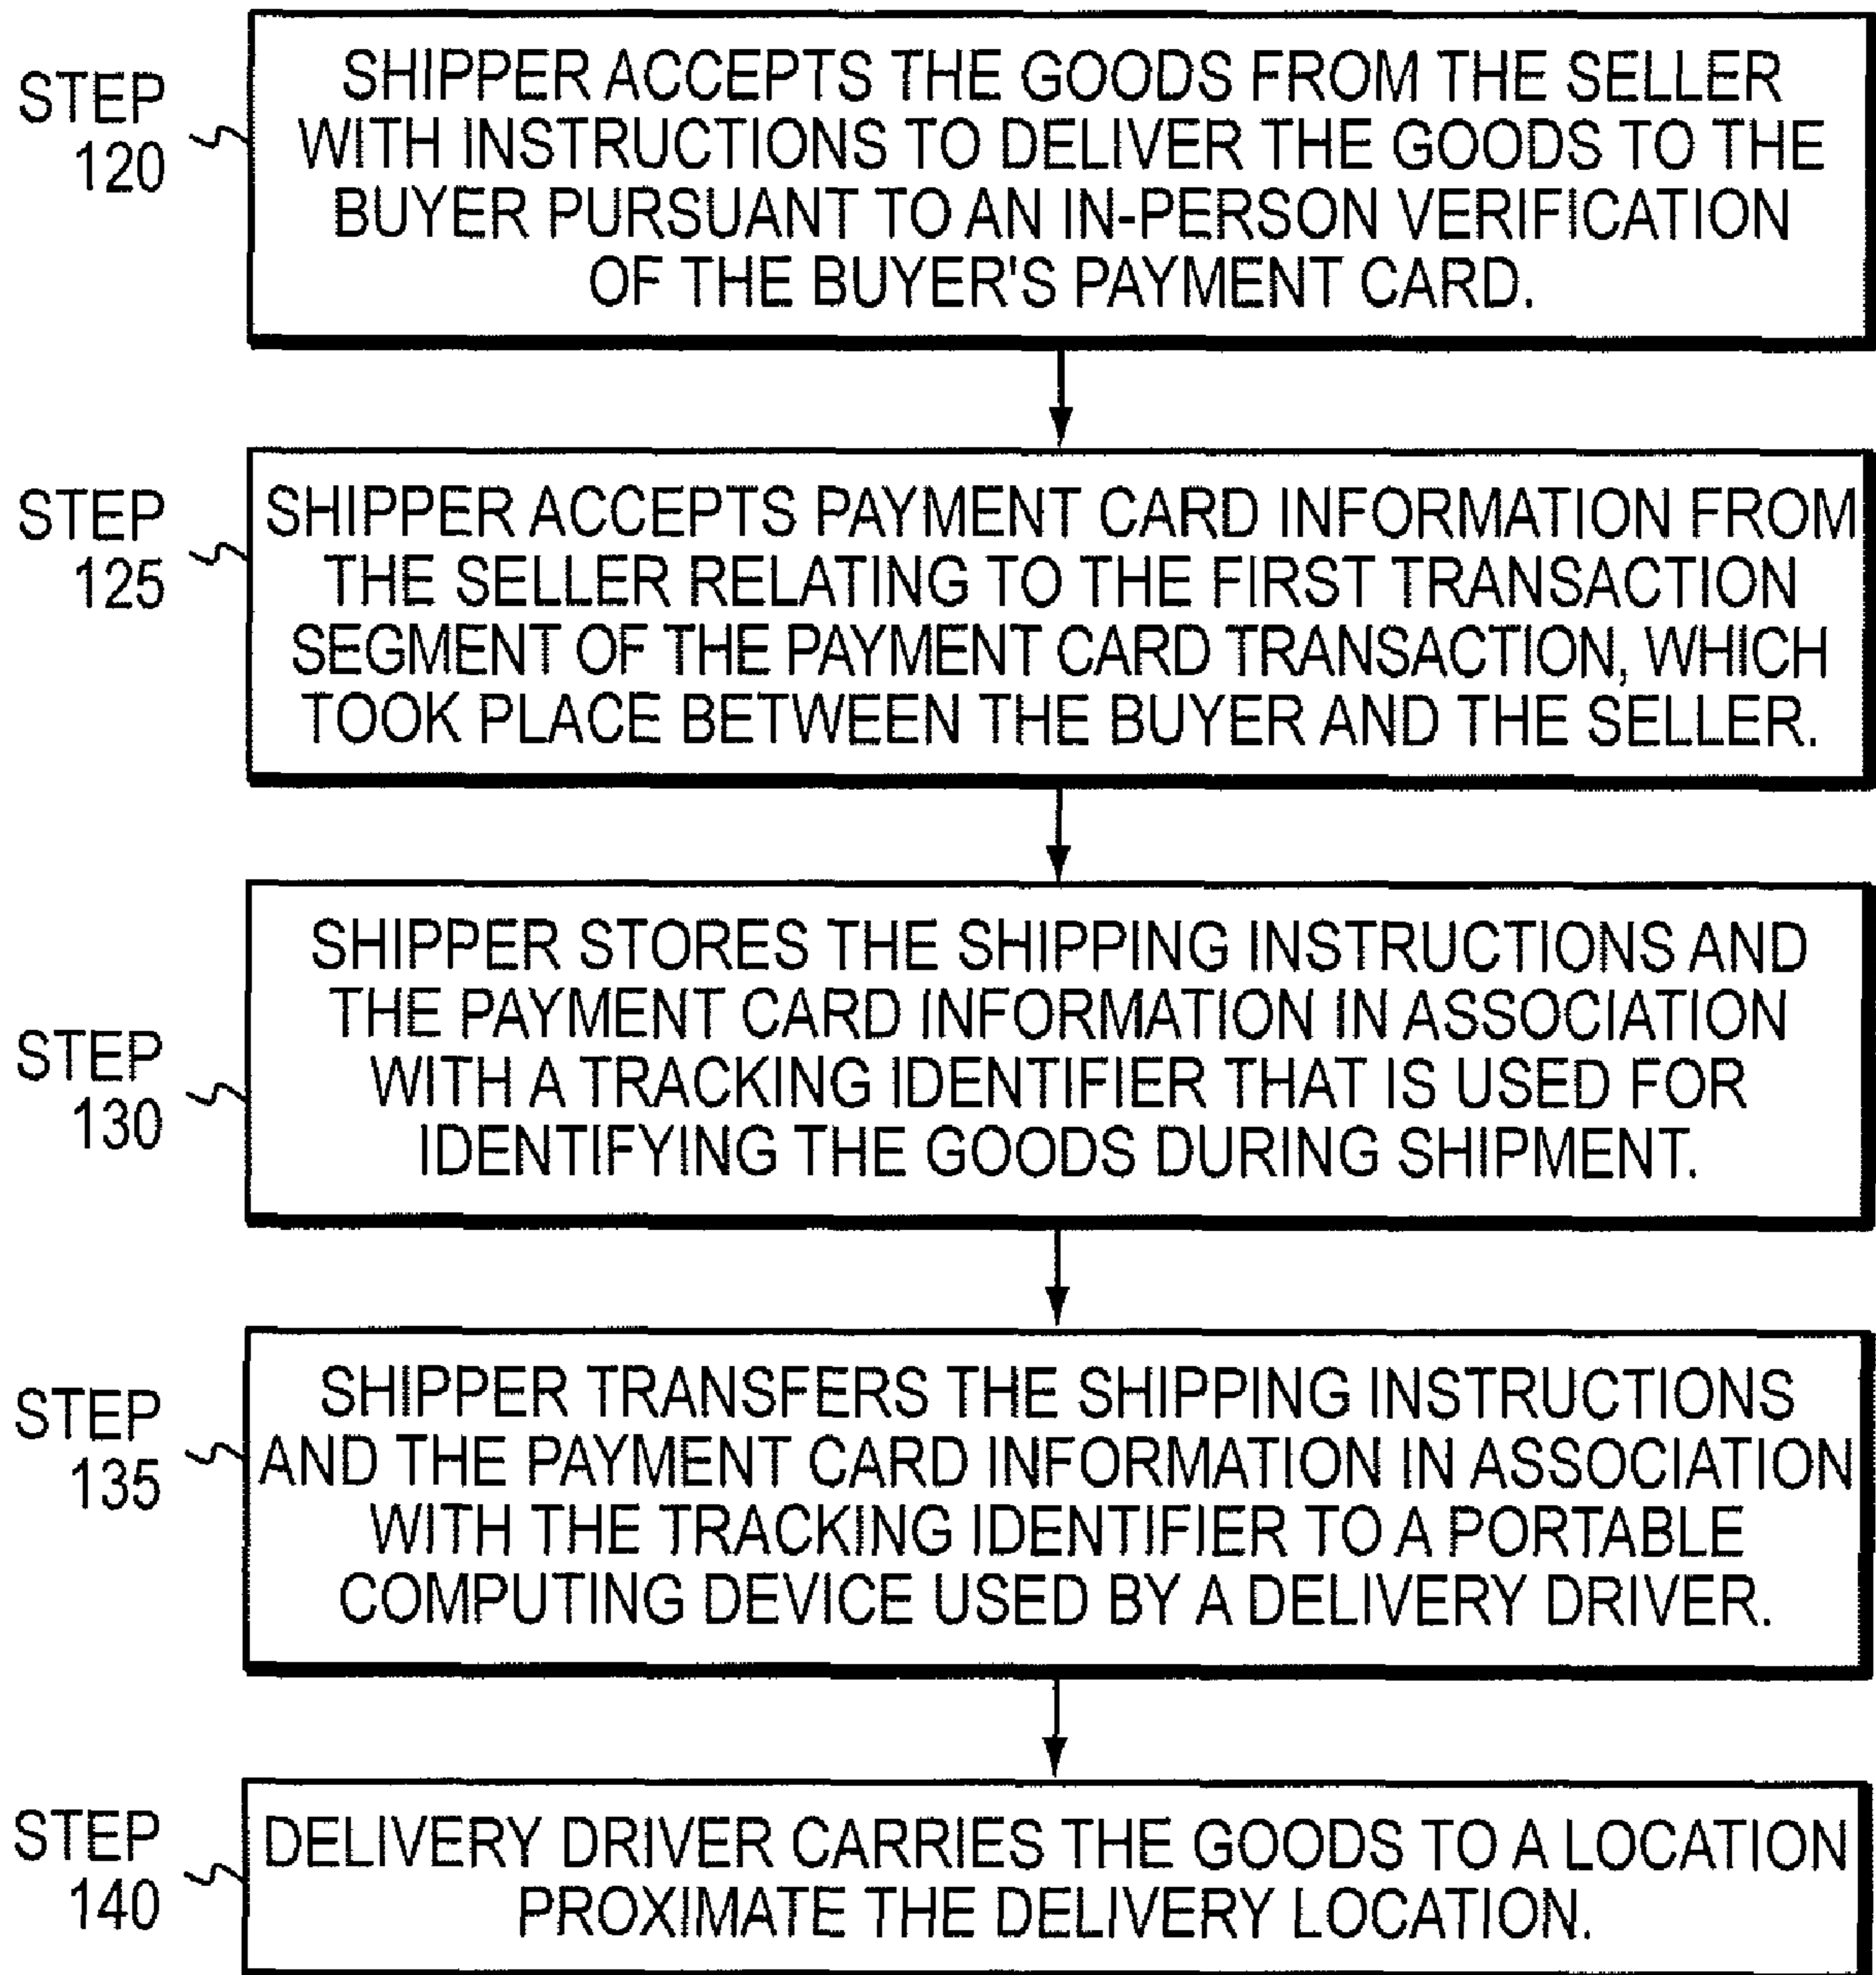 STEP
120
SHIPPER ACCEPTS THE GOODS FROM THE SELLER
WITH INSTRUCTIONS TO DELIVER THE GOODS TO THE
BUYER PURSUANT TO AN IN-PERSON VERIFICATION
OF THE BUYER'S PAYMENT CARD.
STEP
125
SHIPPER ACCEPTS PAYMENT CARD INFORMATION FROM
THE SELLER RELATING TO THE FIRST TRANSACTION
SEGMENT OF THE PAYMENT CARD TRANSACTION, WHICH
TOOK PLACE BETWEEN THE BUYER AND THE SELLER.
STEP
130
SHIPPER STORES THE SHIPPING INSTRUCTIONS AND
THE PAYMENT CARD INFORMATION IN ASSOCIATION
WITH A TRACKING IDENTIFIER THAT IS USED FOR
IDENTIFYING THE GOODS DURING SHIPMENT.
STEP
135
SHIPPER TRANSFERS THE SHIPPING INSTRUCTIONS
AND THE PAYMENT CARD INFORMATION IN ASSOCIATION
WITH THE TRACKING IDENTIFIER TO A PORTABLE
COMPUTING DEVICE USED BY A DELIVERY DRIVER.
STEP
140
DELIVERY DRIVER CARRIES THE GOODS TO A LOCATION
PROXIMATE THE DELIVERY LOCATION.